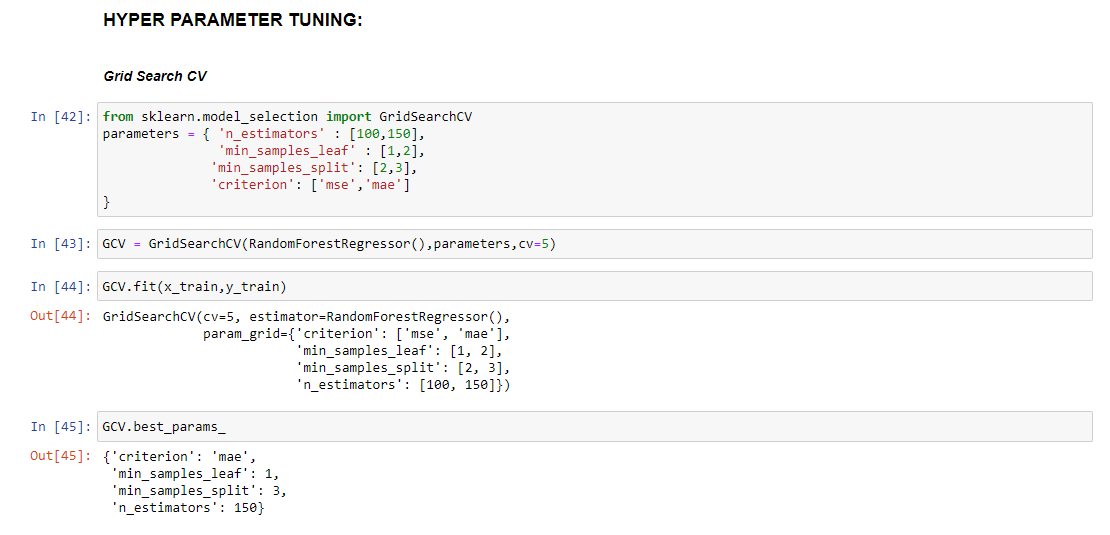 HYPER PARAMETER TUNING:
Grid Search CV
In [42]: from sklearn.model_selection import GridSearchCV
parameters = { 'n_estimators' : [100,150],
'min_samples_leaf' : [1,2],
'min_samples_split': [2,3],
'criterion': ['mse','mae']
}
In [43]: GCV = GridSearchCV(RandomForestRegressor(),parameters,cv=5)
In [44]: GCV.fit(x_train,y_train)
Out[44]: GridSearchCV(cv=5, estimator=RandomForestRegressor(),
param_grid={'criterion': ['mse', 'mae'],
'min_samples_leaf': [1, 2],
'min_samples_split': [2, 3],
'n_estimators': [100, 150]})
In [45]: GCV.best_params_
Out[45]: {'criterion': 'mae',
'min_samples_leaf': 1,
'min_samples_split': 3,
'n_estimators': 150}